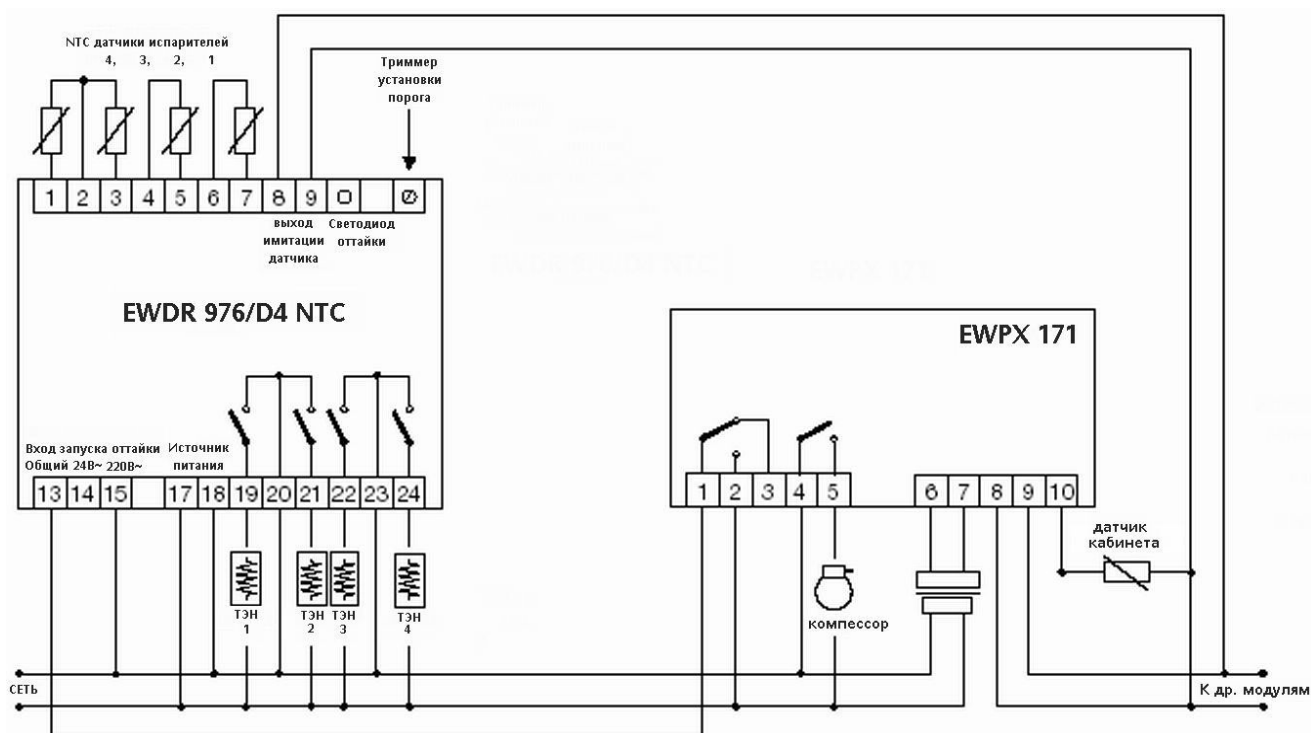 NTC датчики испарителей
4, 3, 2, 1
Триммер
установки
порога
1 2 3 4 5 6 7 8 9
выход
имитации
датчика
Светодиод
оттайки
EWDR 976/D4 NTC
EWPX 171
Вход запуска оттайки
Общий 24В~ 220В~
Источник
питания
13 14 15 17 18 19 20 21 22 23 24
1 2 3 4 5 6 7 8 9 10
датчик
кабинета
ТЭН
1
ТЭН
2
ТЭН
3
ТЭН
4
компессор
СЕТЬ
К др. модулям